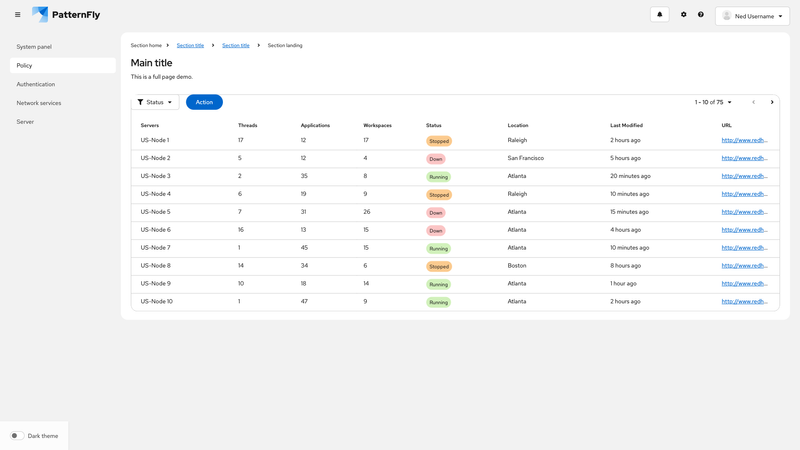 PatternFly
Ned Username
System panel
Policy
Authentication
Network services
Server
Section home Section title Section title Section landing
Main title
This is a full page demo.
Status Action 1 - 10 of 75
Servers Threads Applications Workspaces Status Location Last Modified URL
US-Node 1 17 12 17 Stopped Raleigh 2 hours ago http://www.redh...
US-Node 2 5 12 4 Down San Francisco 5 hours ago http://www.redh...
US-Node 3 2 35 8 Running Atlanta 20 minutes ago http://www.redh...
US-Node 4 6 19 9 Stopped Raleigh 10 minutes ago http://www.redh...
US-Node 5 7 31 26 Down Atlanta 15 minutes ago http://www.redh...
US-Node 6 16 13 15 Down Atlanta 4 hours ago http://www.redh...
US-Node 7 1 45 15 Running Atlanta 10 minutes ago http://www.redh...
US-Node 8 14 34 6 Stopped Boston 8 hours ago http://www.redh...
US-Node 9 10 18 14 Running Atlanta 1 hour ago http://www.redh...
US-Node 10 1 47 9 Running Atlanta 2 hours ago http://www.redh...
Dark theme